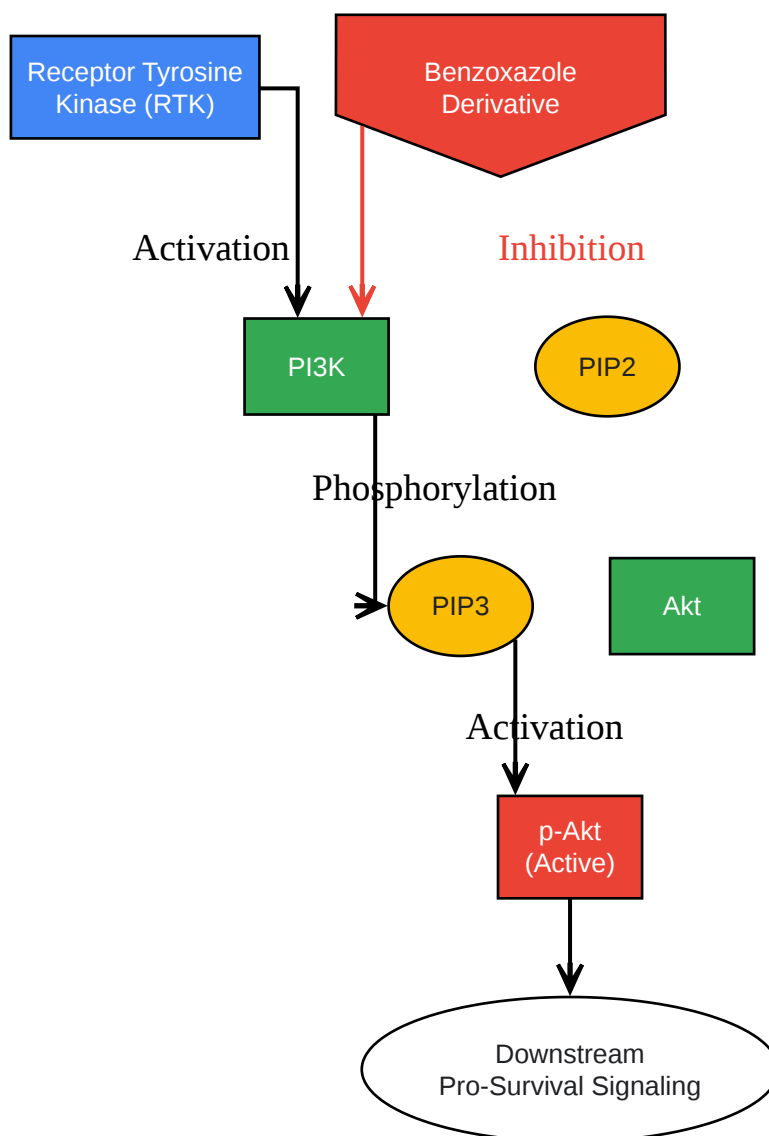 Receptor Tyrosine
Kinase (RTK)
Benzoxazole
Derivative
Activation
Inhibition
PI3K
PIP2
Phosphorylation
PIP3
Akt
Activation
p-Akt
(Active)
Downstream
Pro-Survival Signaling